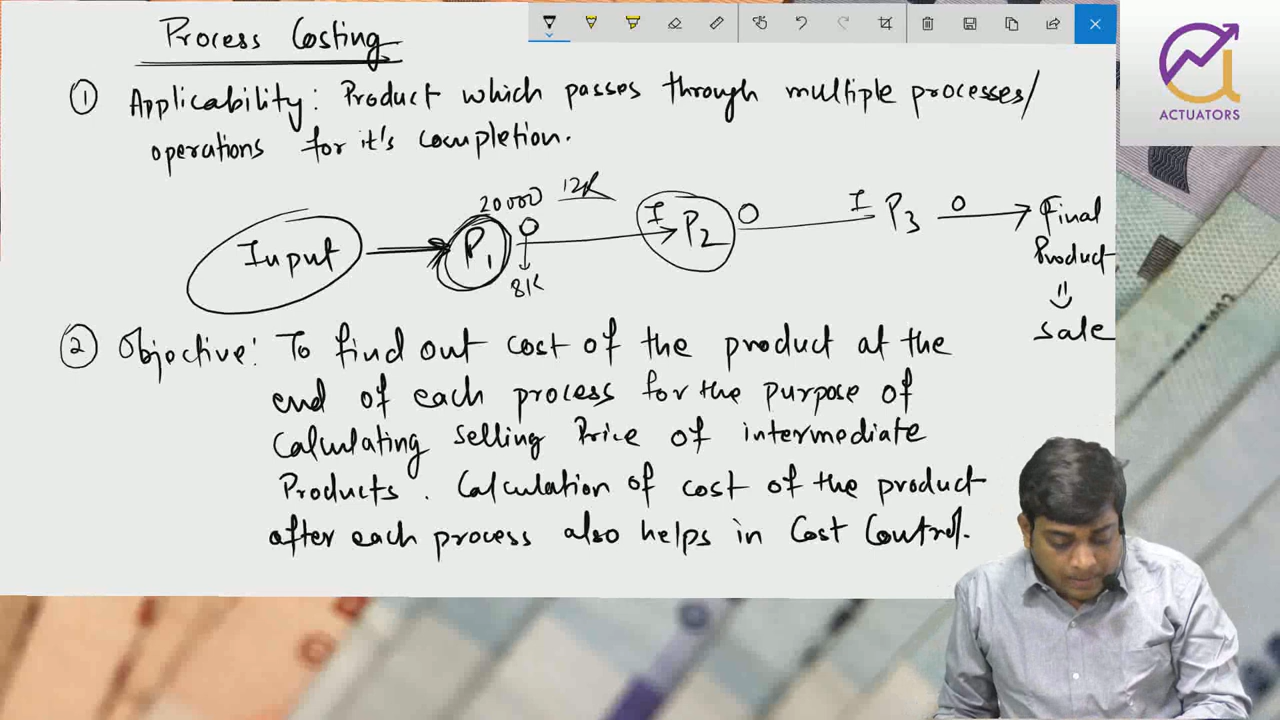 Process Costing
ACTUATORS
① Applicability: Product which passes through multiple processes/
operations for it's completion.
20000 12K
Input → P1 O → I P2 O I P3 O → Final
Product
8K
=
sale
② Objective: To find out cost of the product at the
end of each process for the purpose of
Calculating Selling Price of intermediate
Products. Calculation of cost of the product
after each process also helps in Cost Control.